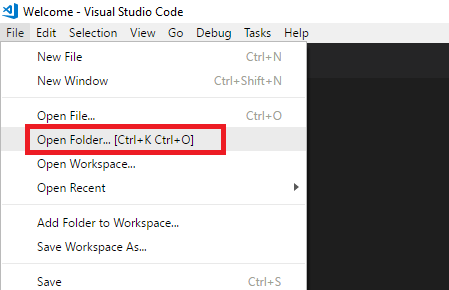 Welcome - Visual Studio Code
File Edit Selection View Go Debug Tasks Help
New File Ctrl+N
New Window Ctrl+Shift+N
Open File... Ctrl+O
Open Folder... [Ctrl+K Ctrl+O]
Open Workspace...
Open Recent
Add Folder to Workspace...
Save Workspace As...
Save Ctrl+S